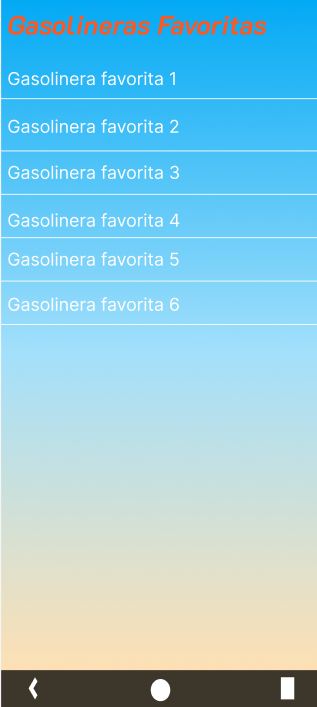 Gasolineras Favoritas
Gasolinera favorita 1
Gasolinera favorita 2
Gasolinera favorita 3
Gasolinera favorita 4
Gasolinera favorita 5
Gasolinera favorita 6